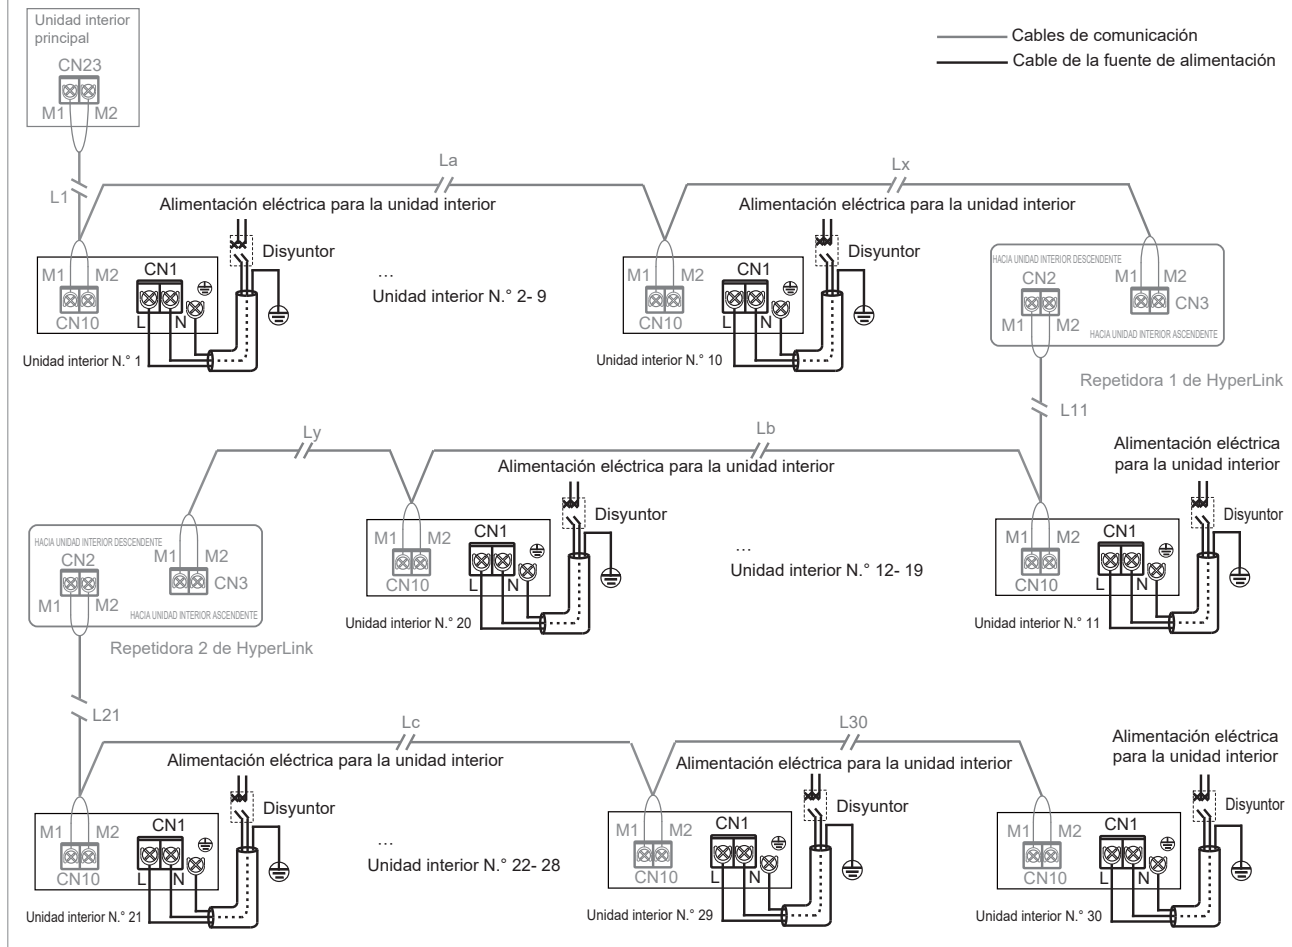 Unidad interior
principal
CN23
M1 M2
Cables de comunicación
Cable de la fuente de alimentación
L1
La
Lx
Alimentación eléctrica para la unidad interior
Alimentación eléctrica para la unidad interior
Disyuntor
Disyuntor
M1 M2
CN1
CN10
L N
Unidad interior N.° 1
...
Unidad interior N.° 2- 9
M1 M2
CN1
CN10
L N
Unidad interior N.° 10
HACIA UNIDAD INTERIOR DESCENDENTE
CN2
M1 M2
M1 M2
CN3
HACIA UNIDAD INTERIOR ASCENDENTE
Repetidora 1 de HyperLink
L11
Ly
Lb
Alimentación eléctrica para la unidad interior
Alimentación eléctrica
para la unidad interior
Disyuntor
Disyuntor
HACIA UNIDAD INTERIOR DESCENDENTE
CN2
M1 M2
M1 M2
CN3
HACIA UNIDAD INTERIOR ASCENDENTE
Repetidora 2 de HyperLink
M1 M2
CN1
CN10
L N
Unidad interior N.° 20
...
Unidad interior N.° 12- 19
M1 M2
CN1
CN10
L N
Unidad interior N.° 11
L21
Lc
L30
Alimentación eléctrica para la unidad interior
Alimentación eléctrica para la unidad interior
Alimentación eléctrica
para la unidad interior
Disyuntor
Disyuntor
Disyuntor
M1 M2
CN1
CN10
L N
Unidad interior N.° 21
...
Unidad interior N.° 22- 28
M1 M2
CN1
CN10
L N
Unidad interior N.° 29
M1 M2
CN1
CN10
L N
Unidad interior N.° 30